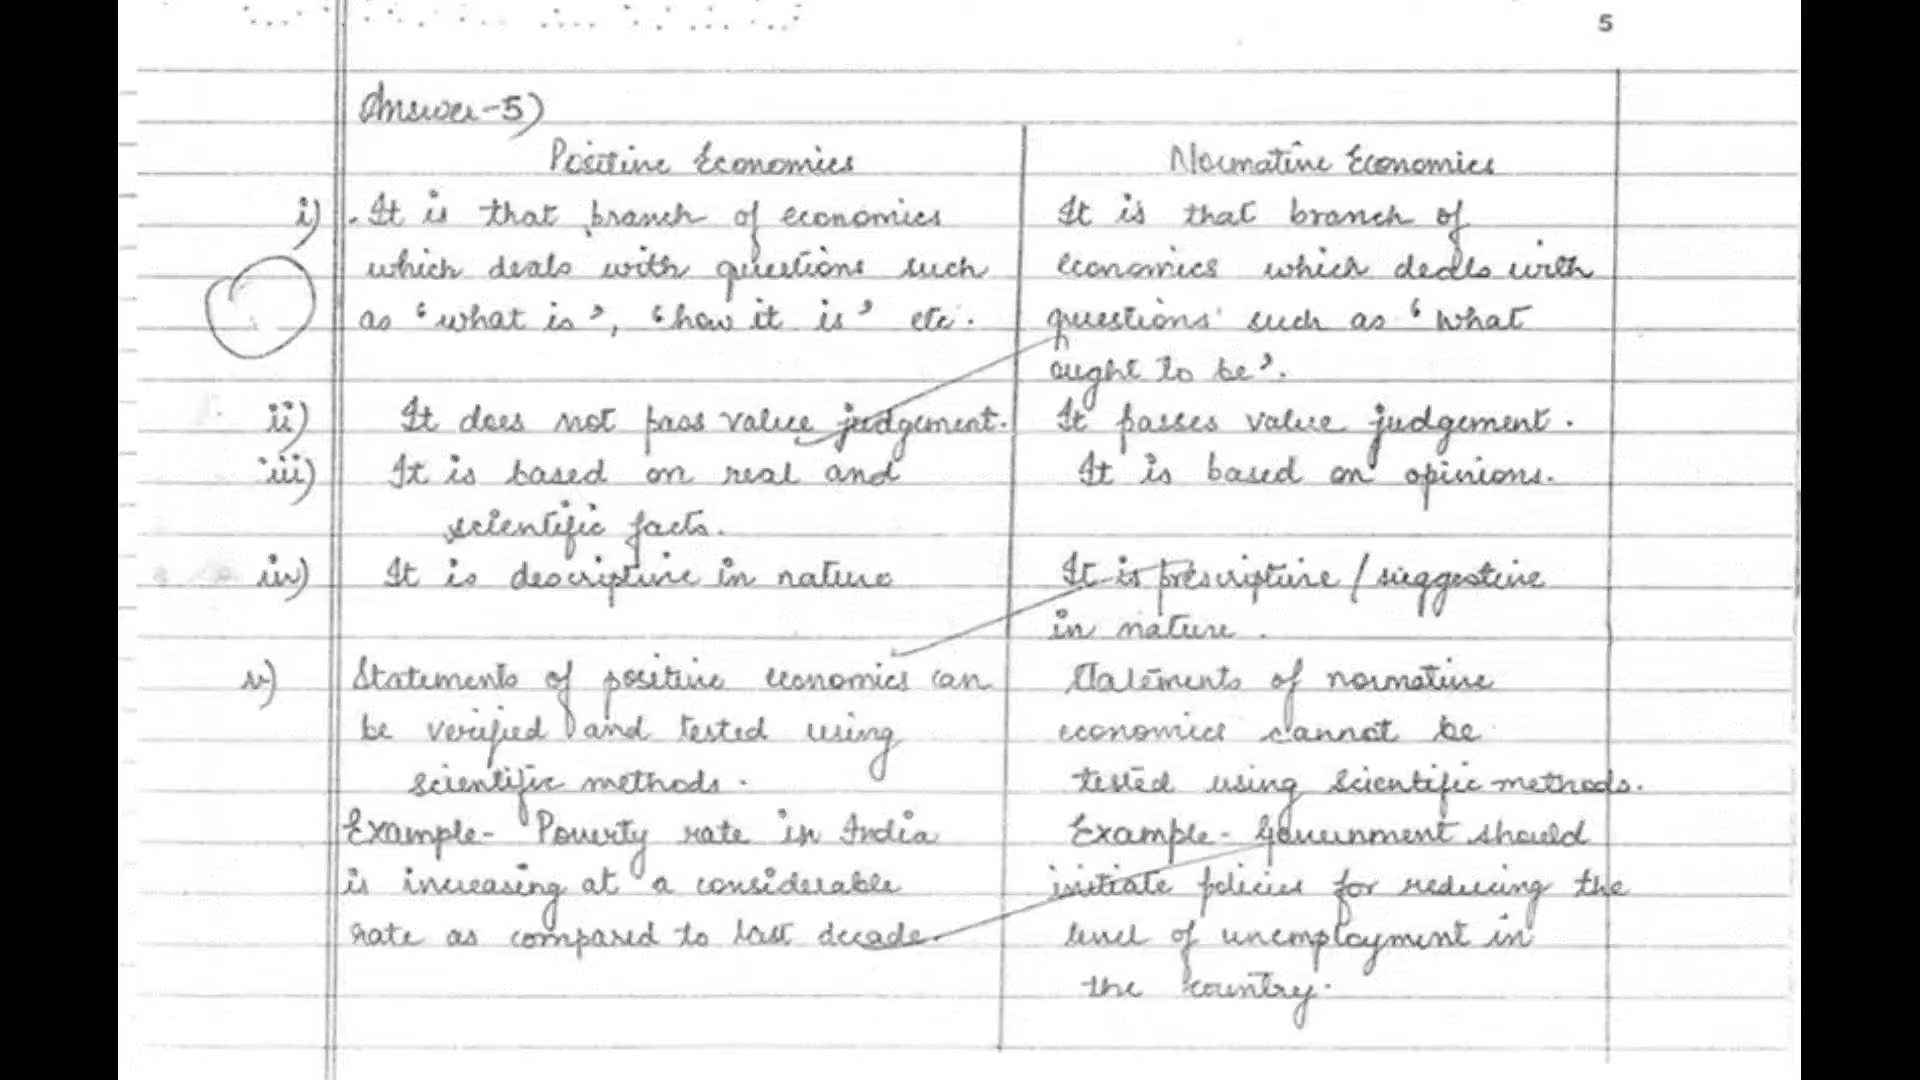 5
Answer-5)
Positive Economics
Normative Economics
i) It is that branch of economics
which deals with questions such
as 'what is', 'how it is' etc.
It is that branch of
economics which deals with
questions such as 'what
ought to be'.
ii) It does not pass value judgement.
It passes value judgement.
iii) It is based on real and
scientific facts.
It is based on opinions.
iv) It is descriptive in nature
It is prescriptive / suggestive
in nature.
v) Statements of positive economics can
be verified and tested using
scientific methods.
Statements of normative
economics cannot be
tested using scientific methods.
Example- Poverty rate in India
is increasing at a considerable
rate as compared to last decade.
Example- Government should
initiate policies for reducing the
level of unemployment in
the country.